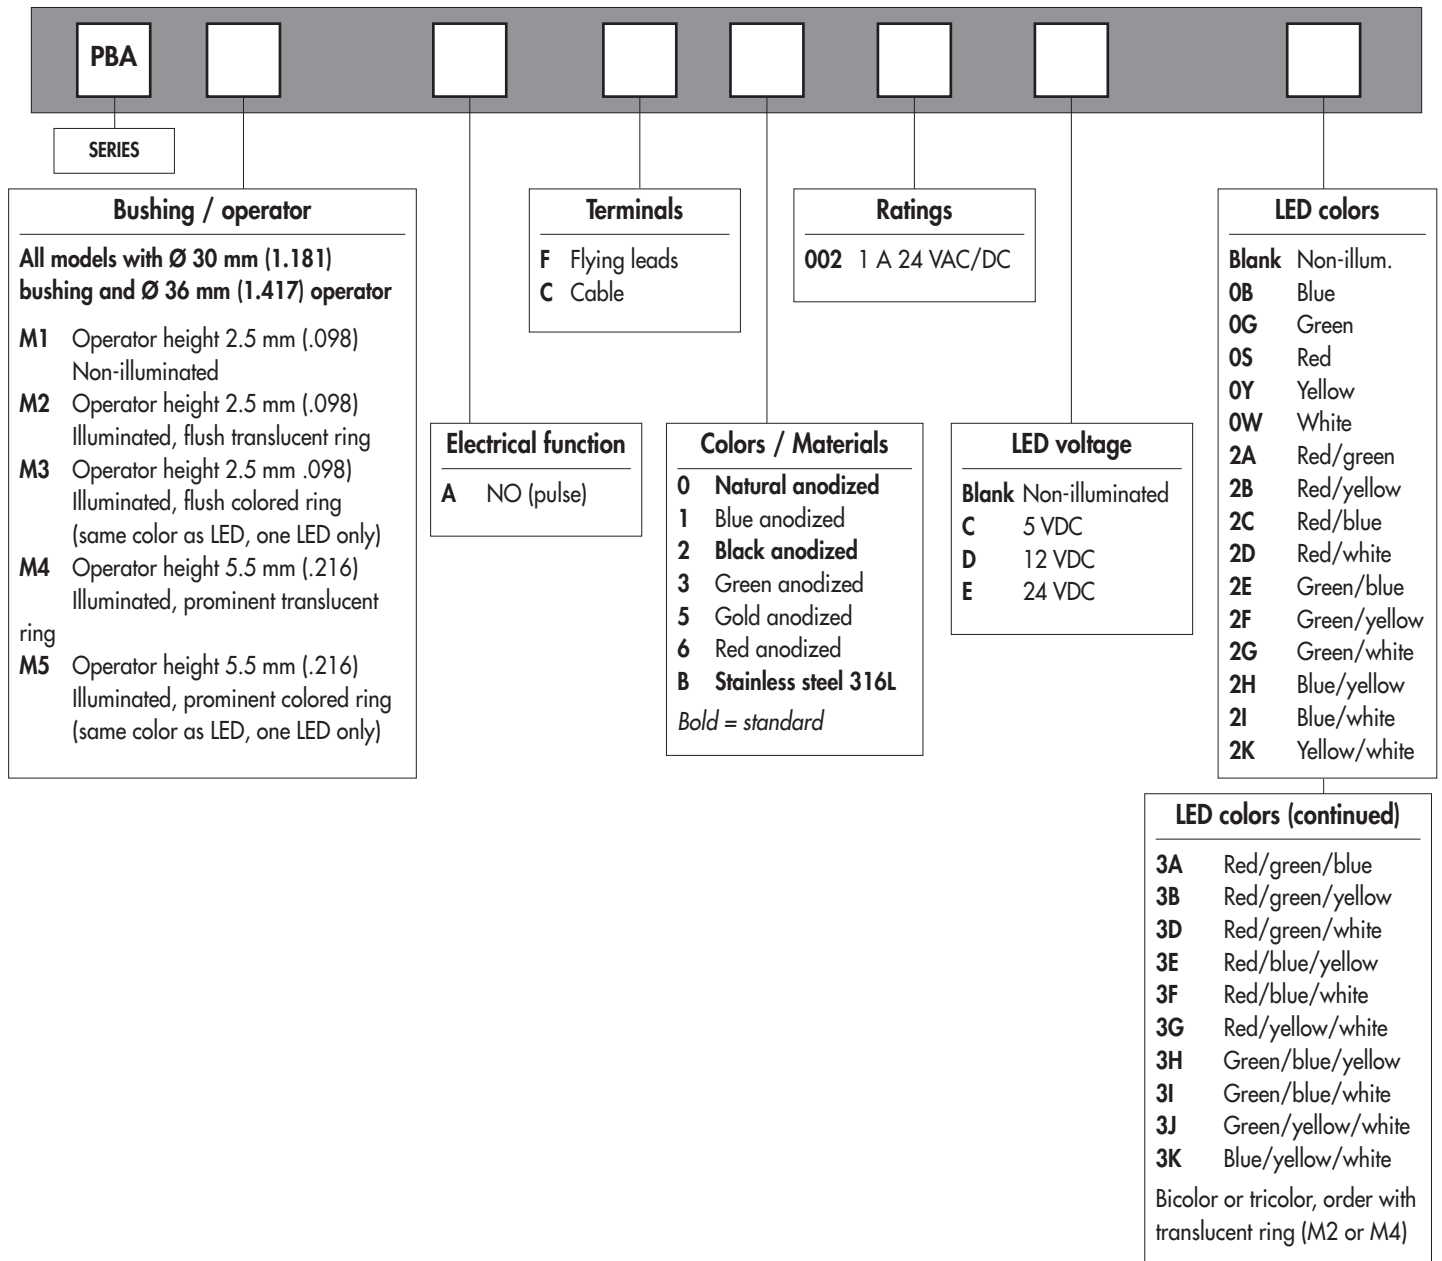 PBA
SERIES
Bushing / operator
All models with Ø 30 mm (1.181)
bushing and Ø 36 mm (1.417) operator
M1 Operator height 2.5 mm (.098)
Non-illuminated
M2 Operator height 2.5 mm (.098)
Illuminated, flush translucent ring
M3 Operator height 2.5 mm .098)
Illuminated, flush colored ring
(same color as LED, one LED only)
M4 Operator height 5.5 mm (.216)
Illuminated, prominent translucent
ring
M5 Operator height 5.5 mm (.216)
Illuminated, prominent colored ring
(same color as LED, one LED only)
Electrical function
A NO (pulse)
Terminals
F Flying leads
C Cable
Colors / Materials
0 Natural anodized
1 Blue anodized
2 Black anodized
3 Green anodized
5 Gold anodized
6 Red anodized
B Stainless steel 316L
Bold = standard
Ratings
002 1 A 24 VAC/DC
LED voltage
Blank Non-illuminated
C 5 VDC
D 12 VDC
E 24 VDC
LED colors
Blank Non-illum.
0B Blue
0G Green
0S Red
0Y Yellow
0W White
2A Red/green
2B Red/yellow
2C Red/blue
2D Red/white
2E Green/blue
2F Green/yellow
2G Green/white
2H Blue/yellow
2I Blue/white
2K Yellow/white
LED colors (continued)
3A Red/green/blue
3B Red/green/yellow
3D Red/green/white
3E Red/blue/yellow
3F Red/blue/white
3G Red/yellow/white
3H Green/blue/yellow
3I Green/blue/white
3J Green/yellow/white
3K Blue/yellow/white
Bicolor or tricolor, order with
translucent ring (M2 or M4)